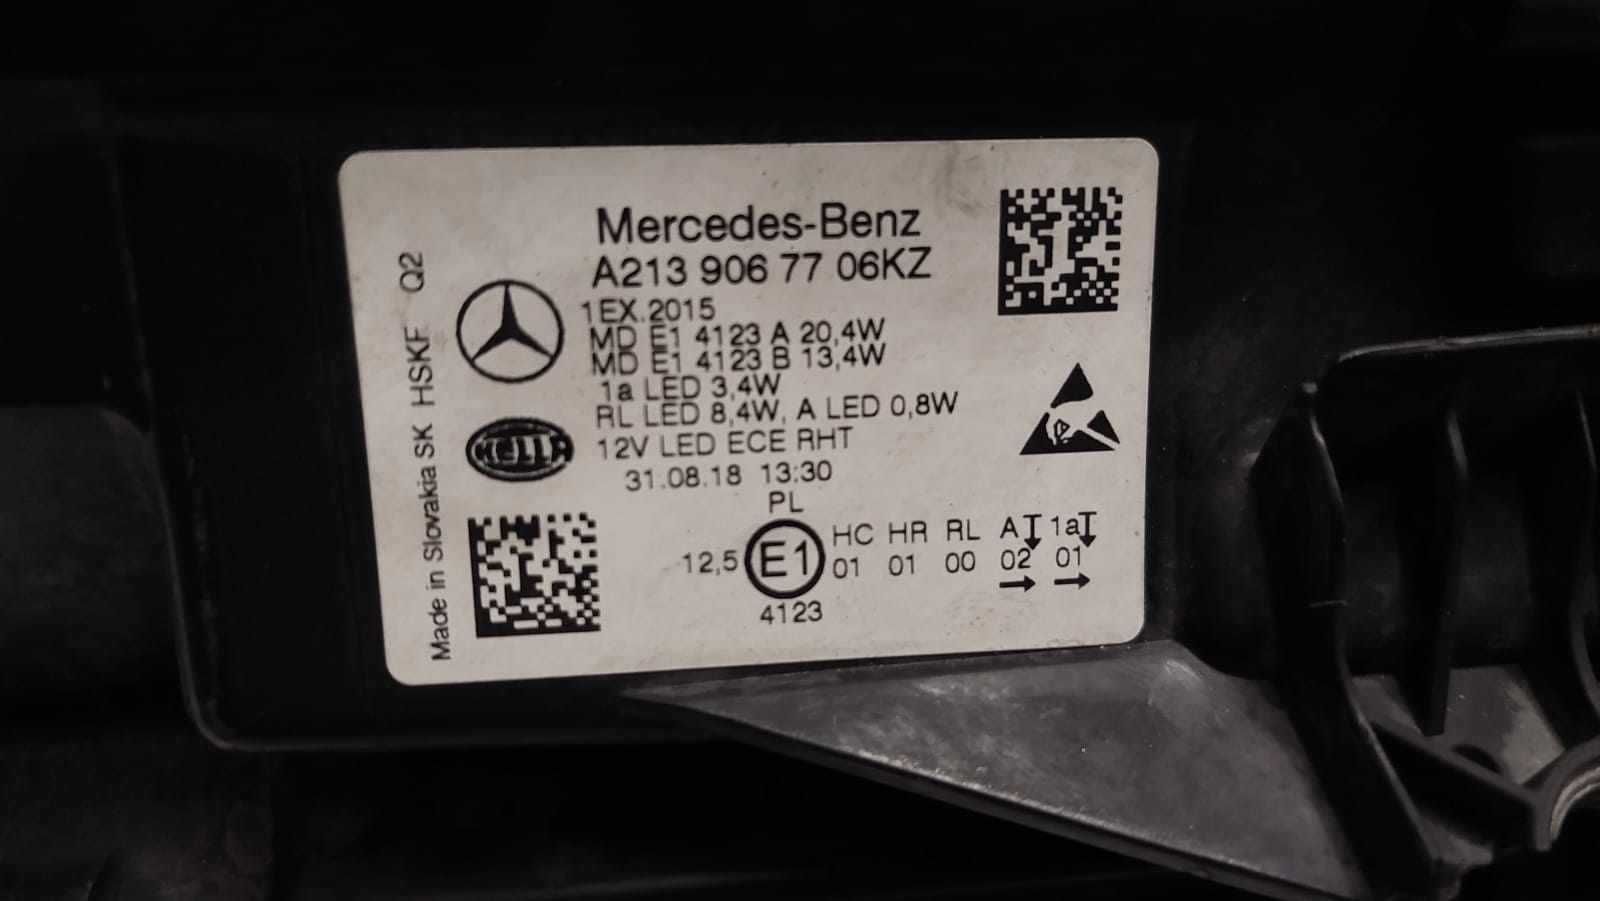 Mercedes-Benz
A213 906 77 06KZ
1EX.2015
MD E1 4123 A 20,4W
MD E1 4123 B 13,4W
1a LED 3,4W
RL LED 8,4W, A LED 0,8W
12V LED ECE RHT
31.08.18 13:30
PL
HC HR RL A 1a
12,5 E1 01 01 00 02 01
4123
HELLA
Made in Slovakia SK HSKF Q2